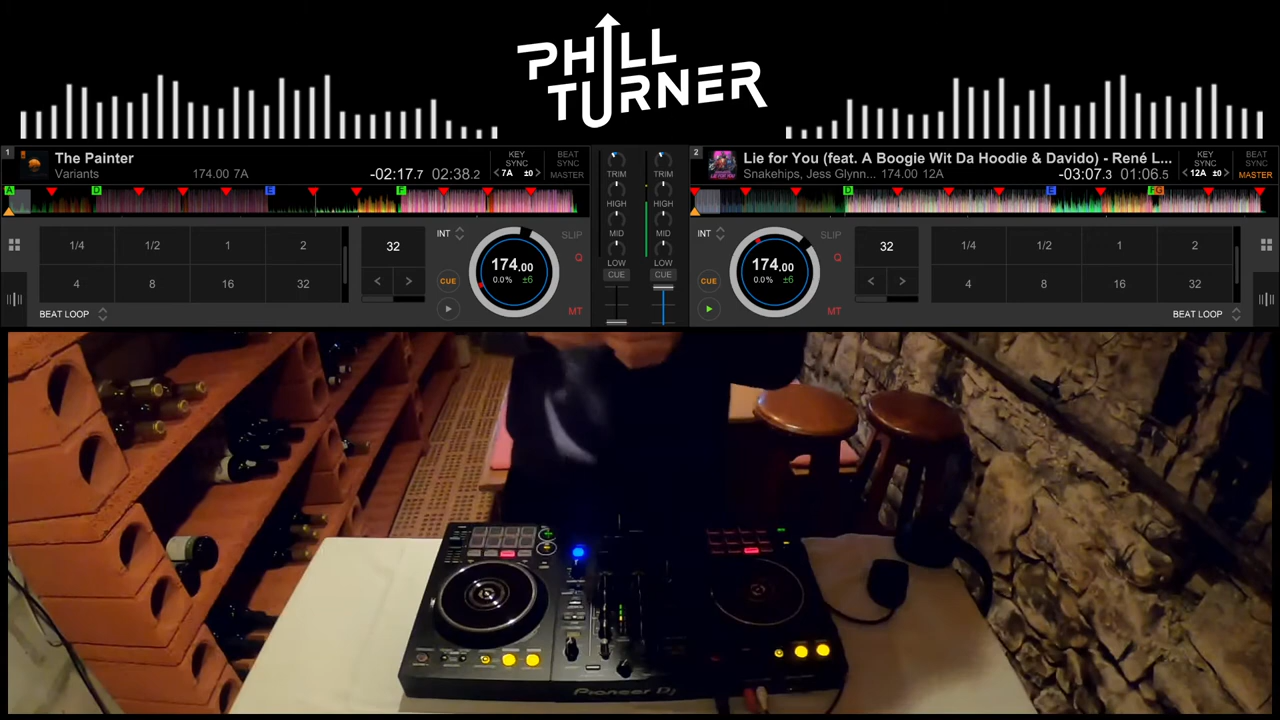 PHILL
TURNER
1
The Painter
Variants
174.00 7A
-02:17.7 02:38.2
KEY
SYNC
7A ±0
BEAT
SYNC
MASTER
A
D
E
F
1/4
1/2
1
2
4
8
16
32
BEAT LOOP
32
INT
CUE
174.00
0.0% ±6
SLIP
Q
MT
TRIM
HIGH
MID
LOW
CUE
TRIM
HIGH
MID
LOW
CUE
2
Lie for You (feat. A Boogie Wit Da Hoodie & Davido) - René L...
Snakehips, Jess Glynn... 174.00 12A
-03:07.3 01:06.5
KEY
SYNC
12A ±0
BEAT
SYNC
MASTER
D
E
F
G
INT
CUE
174.00
0.0% ±6
SLIP
Q
MT
32
1/4
1/2
1
2
4
8
16
32
BEAT LOOP
Pioneer Dj